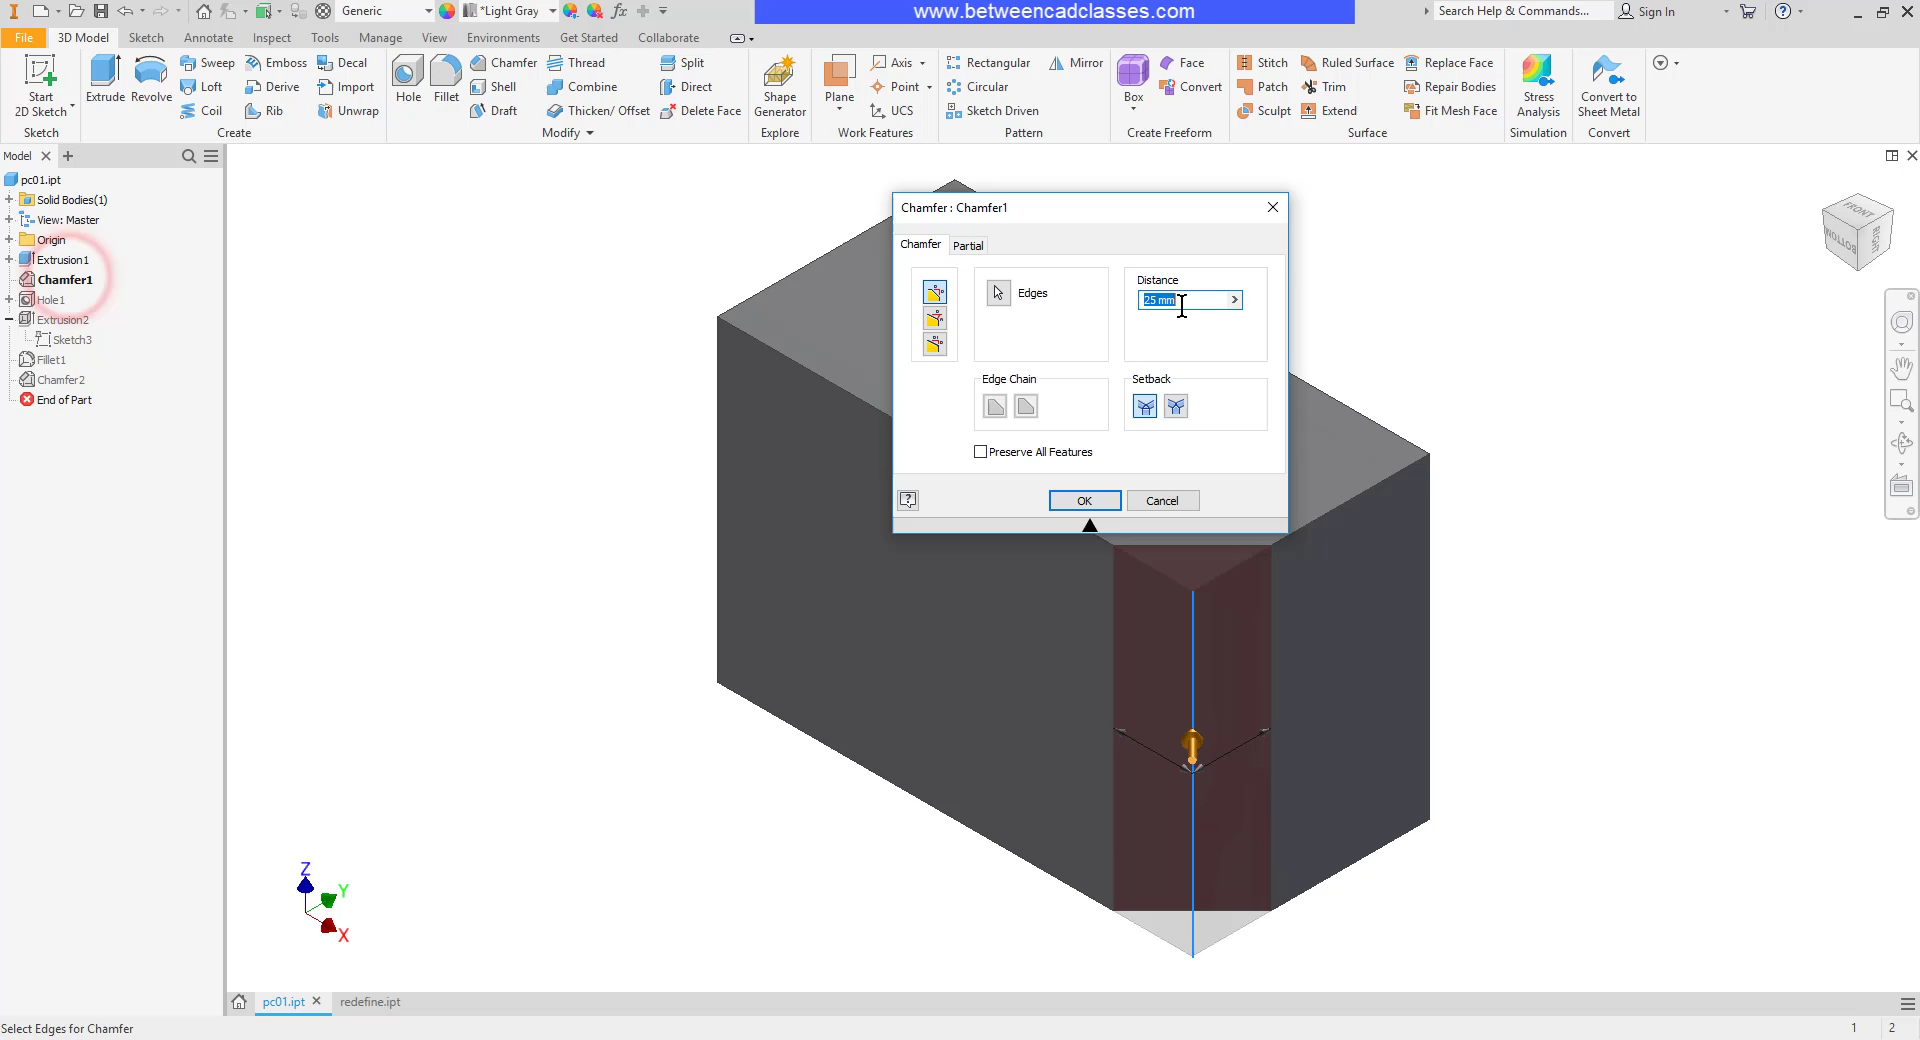 Generic
*Light Gray
www.betweencadclasses.com
Search Help & Commands...
Sign In
File
3D Model
Sketch
Annotate
Inspect
Tools
Manage
View
Environments
Get Started
Collaborate
Start
2D Sketch
Extrude
Revolve
Sweep
Emboss
Decal
Loft
Derive
Import
Coil
Rib
Unwrap
Hole
Fillet
Chamfer
Thread
Split
Shell
Combine
Direct
Draft
Thicken/ Offset
Delete Face
Shape
Generator
Plane
Axis
Point
UCS
Rectangular
Mirror
Circular
Sketch Driven
Box
Face
Convert
Stitch
Ruled Surface
Replace Face
Patch
Trim
Repair Bodies
Sculpt
Extend
Fit Mesh Face
Stress
Analysis
Convert to
Sheet Metal
Sketch
Create
Modify
Explore
Work Features
Pattern
Create Freeform
Surface
Simulation
Convert
Model
pc01.ipt
Solid Bodies(1)
View: Master
Origin
Extrusion1
Chamfer1
Hole1
Extrusion2
Sketch3
Fillet1
Chamfer2
End of Part
Chamfer : Chamfer1
Chamfer
Partial
Edges
Distance
25 mm
Edge Chain
Setback
Preserve All Features
OK
Cancel
FRONT
RIGHT
BOTTOM
Z
Y
X
pc01.ipt
redefine.ipt
Select Edges for Chamfer
1
2